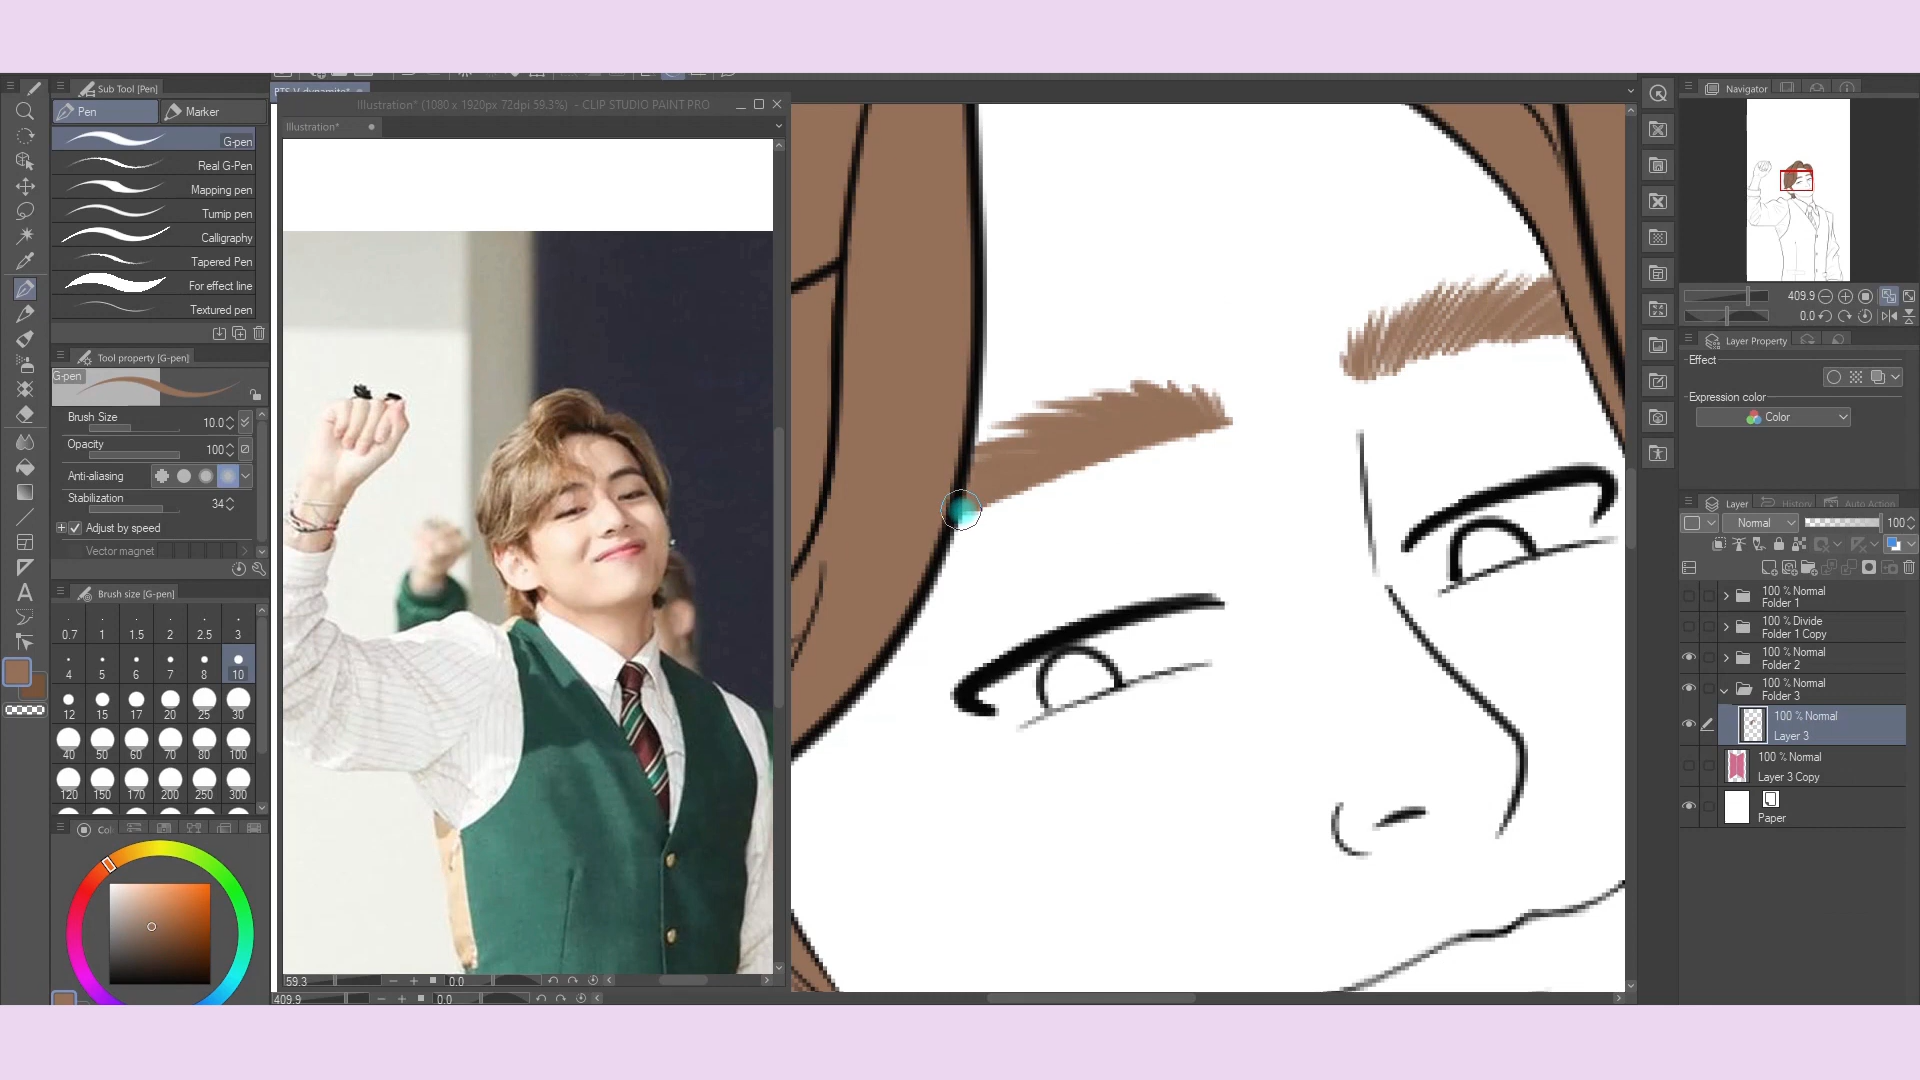 Sub Tool [Pen]
Pen
Marker
G-pen
Real G-Pen
Mapping pen
Turnip pen
Calligraphy
Tapered Pen
For effect line
Textured pen
Tool property [G-pen]
G-pen
Brush Size
10.0
Opacity
100
Anti-aliasing
Stabilization
34
Adjust by speed
Vector magnet
Brush size [G-pen]
0.7 1 1.5 2 2.5 3
4 5 6 7 8 10
12 15 17 20 25 30
40 50 60 70 80 100
120 150 170 200 250 300
BTS V dynamite*
Illustration* (1080 x 1920px 72dpi 59.3%) - CLIP STUDIO PAINT PRO
Illustration*
59.3
0.0
409.9
0.0
Navigator
409.9
0.0
Layer Property
Effect
Expression color
Color
Layer
History
Auto Action
Normal
100
100 % Normal
Folder 1
100 % Divide
Folder 1 Copy
100 % Normal
Folder 2
100 % Normal
Folder 3
100 % Normal
Layer 3
100 % Normal
Layer 3 Copy
Paper